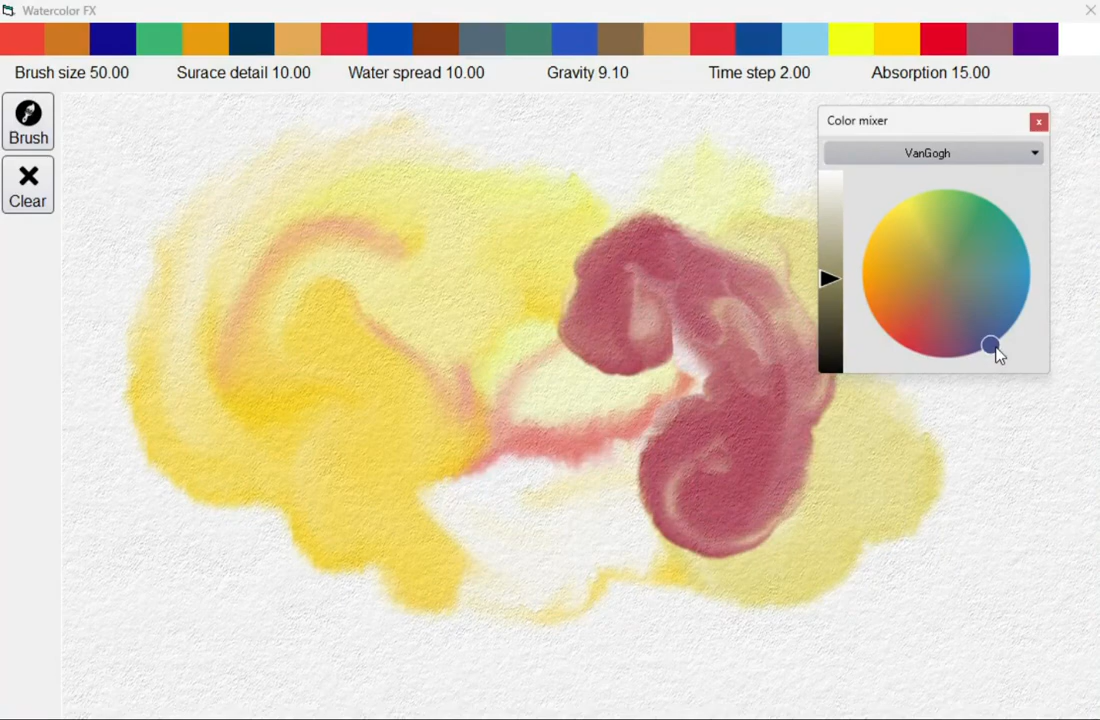 Watercolor FX
Brush size 50.00 Surace detail 10.00 Water spread 10.00 Gravity 9.10 Time step 2.00 Absorption 15.00
Brush
Clear
Color mixer
x
VanGogh